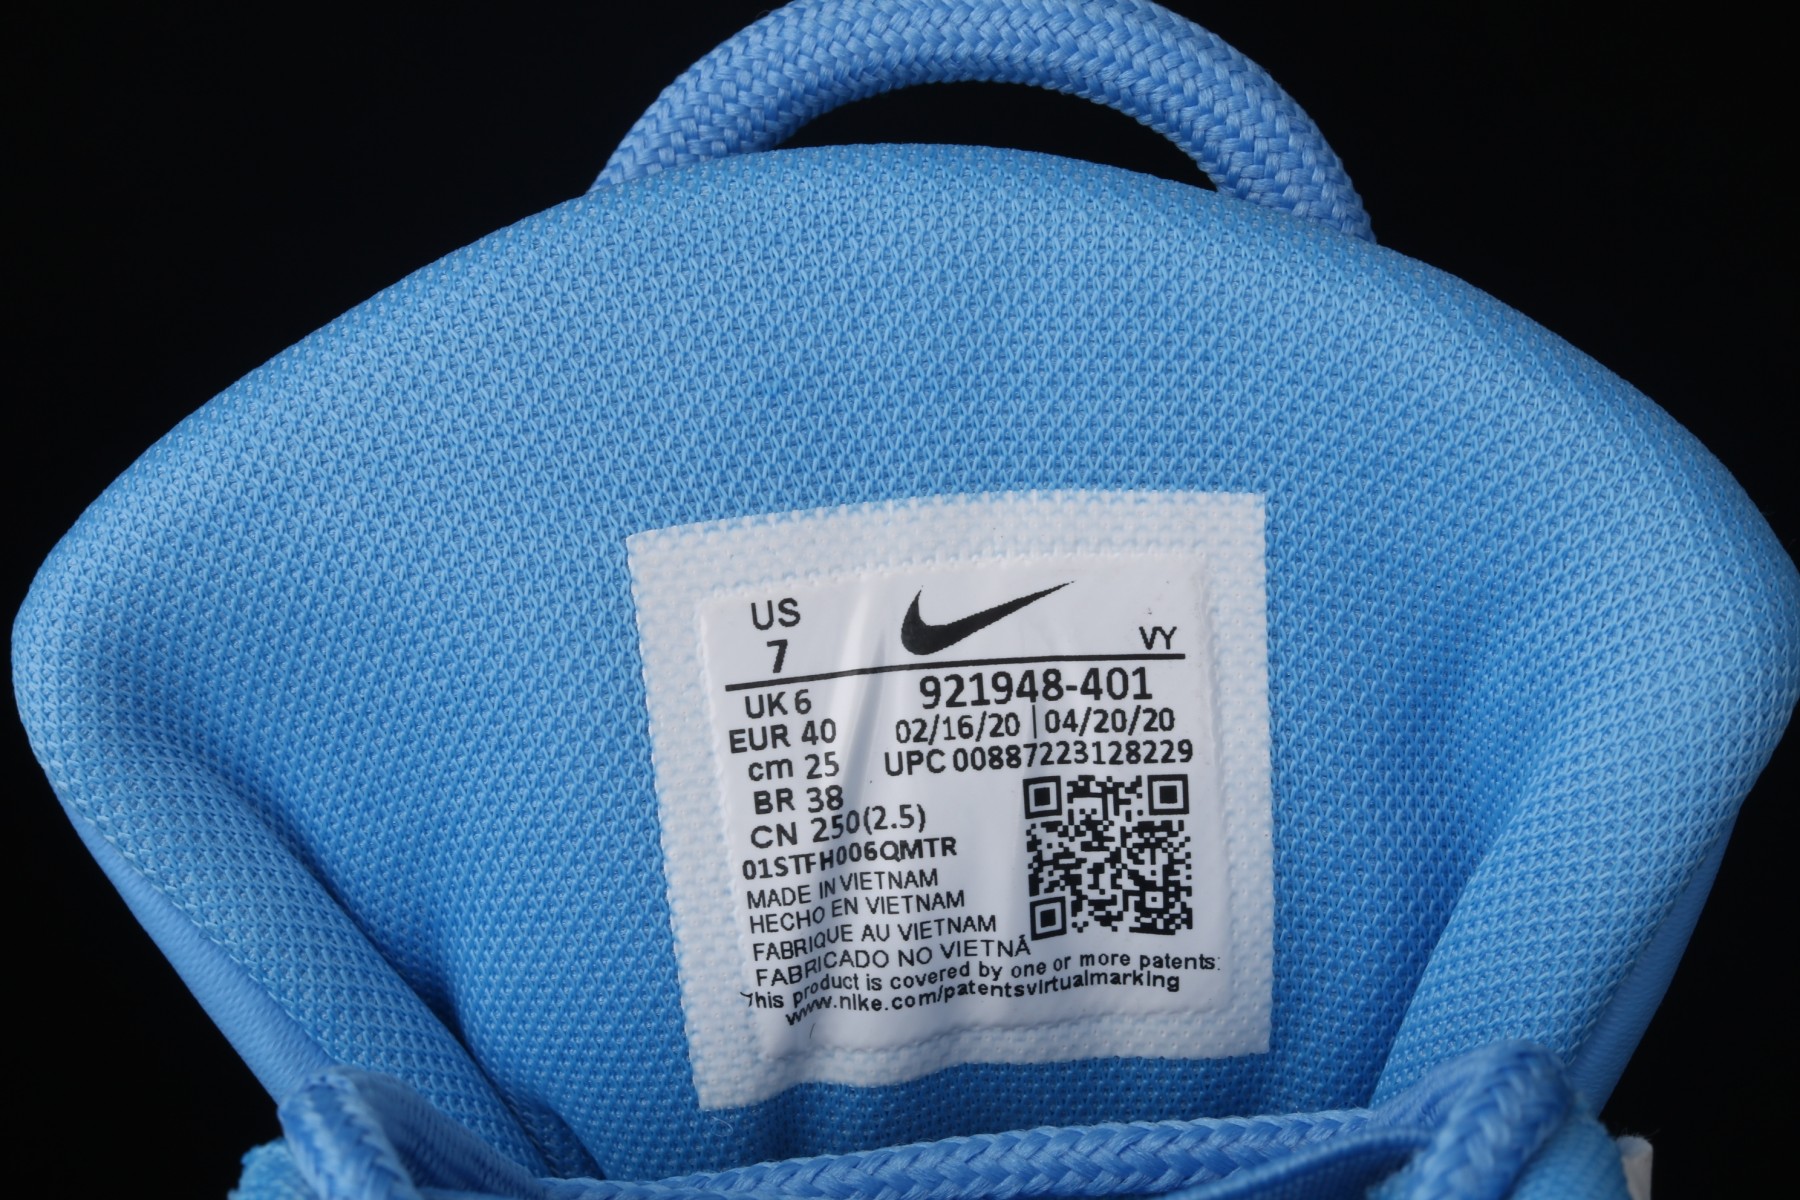 US
7
VY
UK 6
921948-401
EUR 40
02/16/20 | 04/20/20
cm 25
UPC 00887223128229
BR 38
CN 250(2.5)
01STFH006QMTR
MADE IN VIETNAM
HECHO EN VIETNAM
FABRIQUE AU VIETNAM
FABRICADO NO VIETNÃ
This product is covered by one or more patents:
www.nike.com/patentsvirtualmarking